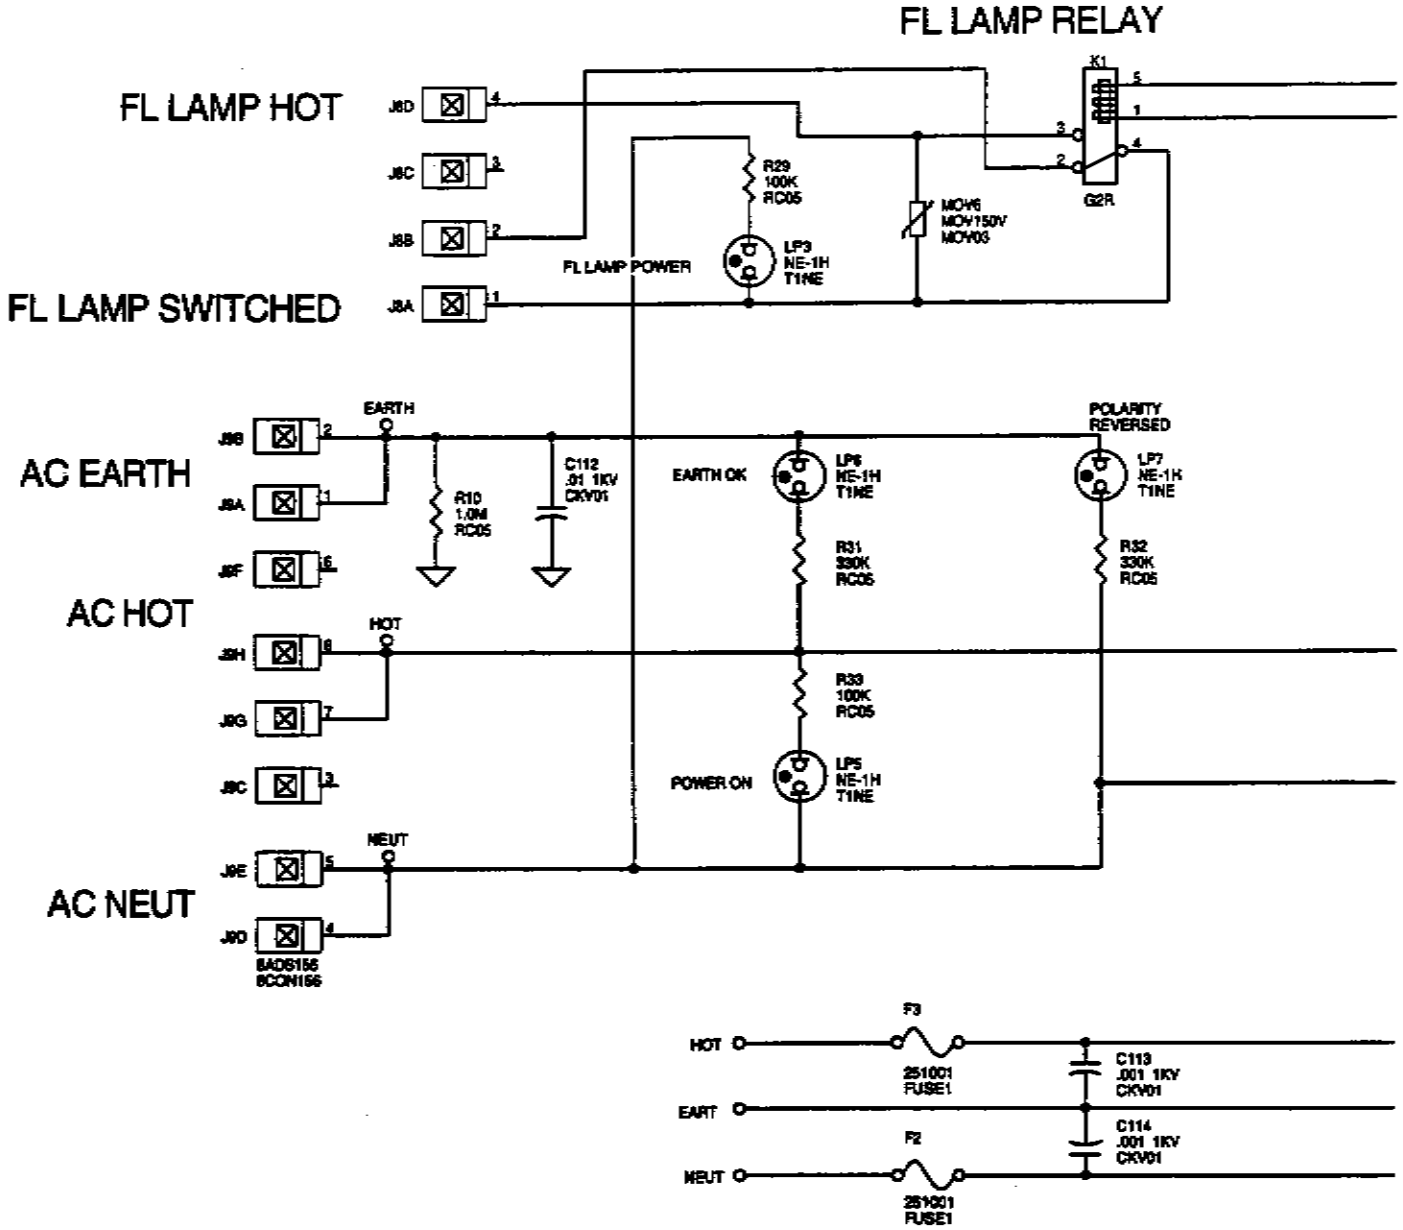 FL LAMP RELAY
K1
5
1
3
4
2
G2R
FL LAMP HOT
J8D
4
J8C
3
J8B
2
FL LAMP SWITCHED
J8A
1
R29
100K
RC05
LP3
NE-1H
T1NE
FL LAMP POWER
MOV6
MOV150V
MOV03
AC EARTH
J9B
2
EARTH
J9A
1
R10
1.0M
RC05
C112
.01 1KV
CKV01
EARTH OK
LP6
NE-1H
T1NE
R31
330K
RC05
POLARITY
REVERSED
LP7
NE-1H
T1NE
R32
330K
RC05
J9F
6
AC HOT
HOT
J9H
8
J9G
7
R33
100K
RC05
POWER ON
LP5
NE-1H
T1NE
J9C
3
NEUT
J9E
5
AC NEUT
J9D
4
8CON156
F3
HOT
251001
FUSE1
C113
.001 1KV
CKV01
EART
F2
C114
.001 1KV
CKV01
NEUT
251001
FUSE1